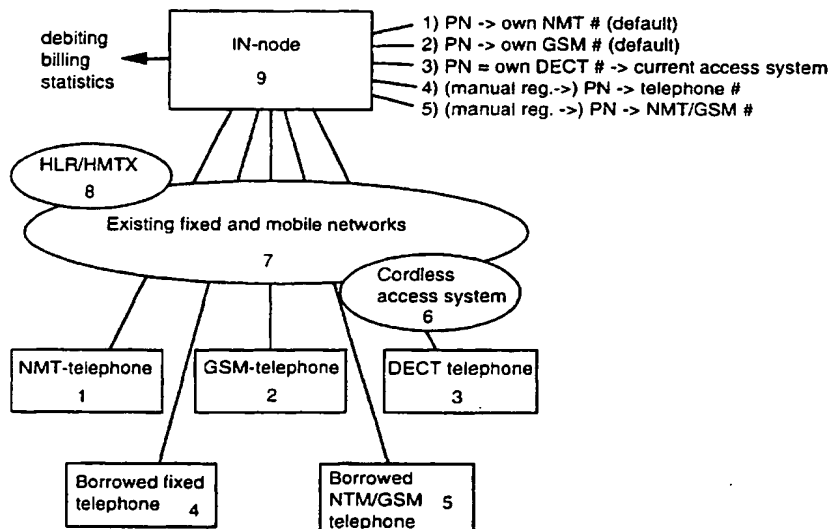 debiting
billing
statistics
IN-node
9
1) PN -> own NMT # (default)
2) PN -> own GSM # (default)
3) PN = own DECT # -> current access system
4) (manual reg.->) PN -> telephone #
5) (manual reg. ->) PN -> NMT/GSM #
HLR/HMTX
8
Existing fixed and mobile networks
7
Cordless
access system
6
NMT-telephone
1
GSM-telephone
2
DECT telephone
3
Borrowed fixed
telephone 4
Borrowed
NTM/GSM 5
telephone